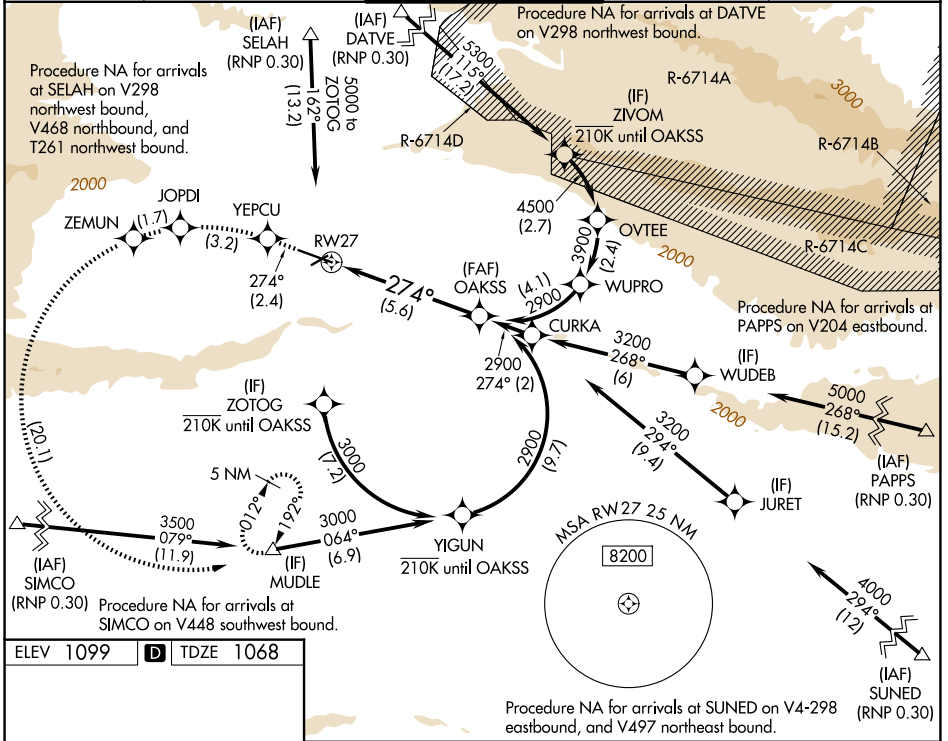 Procedure NA for arrivals at DATVE
on V298 northwest bound.
(IAF)
SELAH
(RNP 0.30)
(IAF)
DATVE
(RNP 0.30)
5300
115°
(17.2)
Procedure NA for arrivals
at SELAH on V298
northwest bound,
V468 northbound, and
T261 northwest bound.
5000 to
ZOTOG
162°
(13.2)
R-6714A
3000
(IF)
ZIVOM
210K until OAKSS
R-6714D
R-6714B
2000
JOPDI
ZEMUN
(1.7)
YEPCU
(3.2)
RW27
274°
(2.4)
4500
(2.7)
OVTEE
3900
(2.4)
2000
R-6714C
274°
(5.6)
(FAF)
OAKSS
(4.1)
2900
WUPRO
CURKA
Procedure NA for arrivals at
PAPPS on V204 eastbound.
2900
274° (2)
3200
268°
(6)
(IF)
WUDEB
2000
5000
268°
(15.2)
(IAF)
PAPPS
(RNP 0.30)
(IF)
ZOTOG
210K until OAKSS
3000
(7.2)
2900
(9.7)
3200
294°
(9.4)
(IF)
JURET
(20.1)
5 NM
012°
192°
3000
064°
(6.9)
YIGUN
210K until OAKSS
3500
079°
(11.9)
(IF)
MUDLE
(IAF)
SIMCO
(RNP 0.30)
Procedure NA for arrivals at
SIMCO on V448 southwest bound.
MSA RW27 25 NM
8200
4000
294°
(12)
(IAF)
SUNED
(RNP 0.30)
ELEV 1099 D TDZE 1068
Procedure NA for arrivals at SUNED on V4-298
eastbound, and V497 northeast bound.